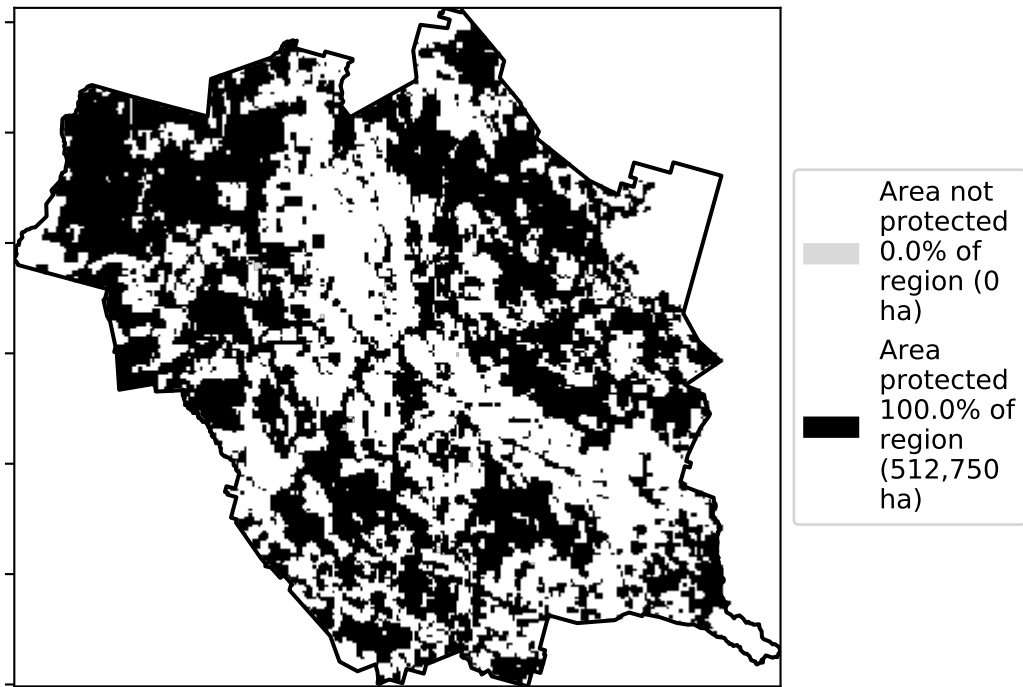 Area not
protected
0.0% of
region (0
ha)
Area
protected
100.0% of
region
(512,750
ha)